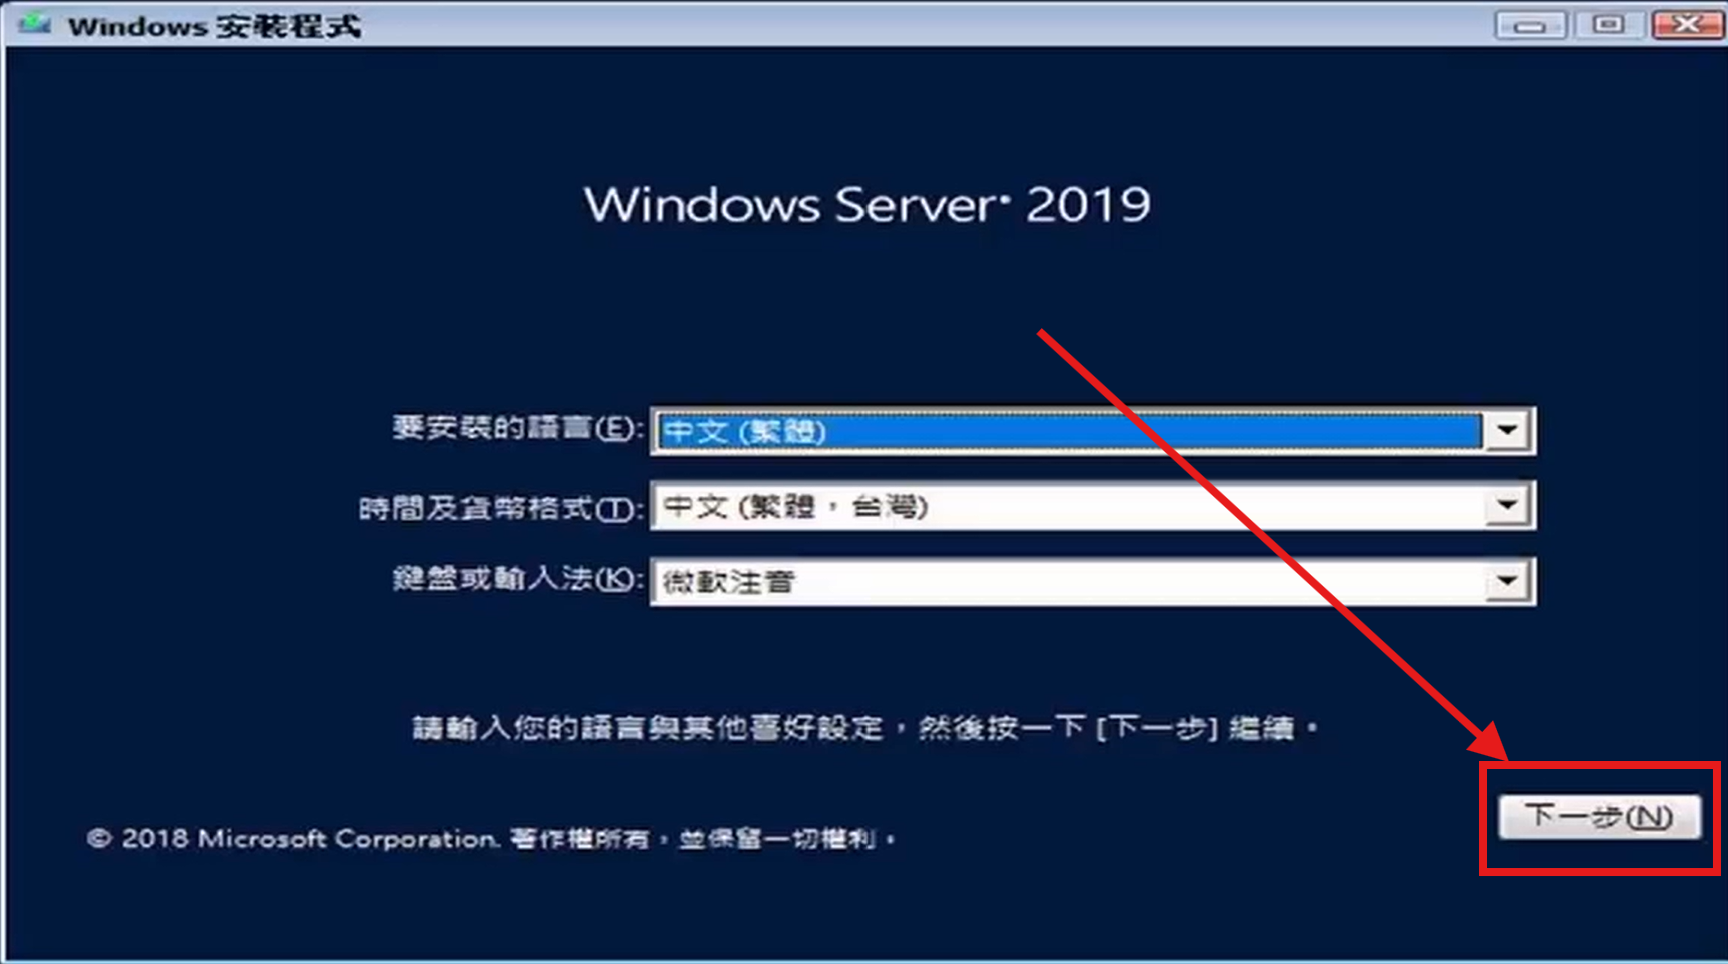 Windows 安裝程式
Windows Server® 2019
要安裝的語言(E): 中文 (繁體)
時間及貨幣格式(T): 中文 (繁體，台灣)
鍵盤或輸入法(K): 微軟注音
請輸入您的語言與其他喜好設定，然後按一下 [下一步] 繼續。
下一步(N)
© 2018 Microsoft Corporation. 著作權所有，並保留一切權利。